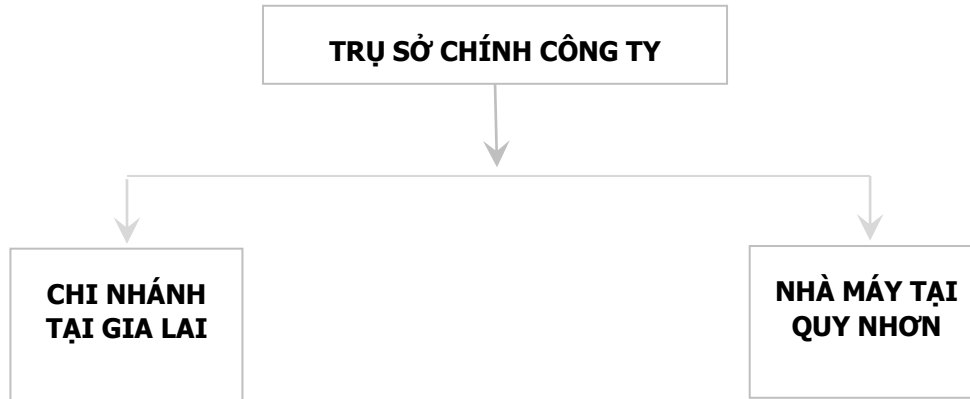 TRỤ SỞ CHÍNH CÔNG TY
CHI NHÁNH
TẠI GIA LAI
NHÀ MÁY TẠI
QUY NHƠN